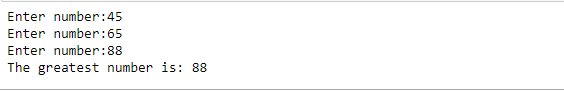 Enter number:45
Enter number:65
Enter number:88
The greatest number is: 88